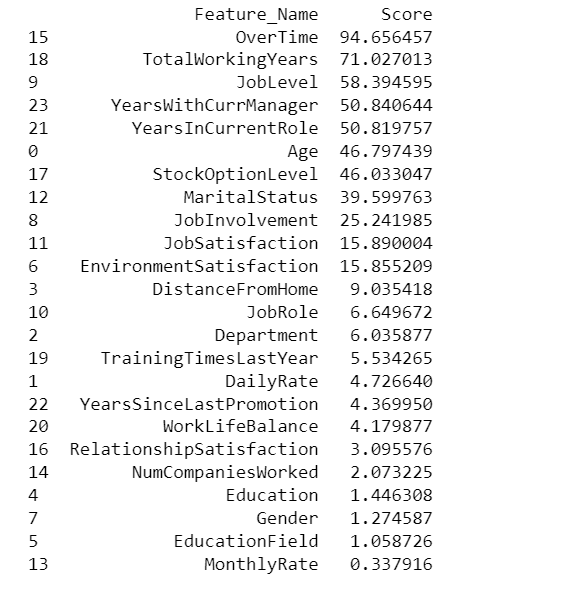 Feature_Name Score
15 OverTime 94.656457
18 TotalWorkingYears 71.027013
9 JobLevel 58.394595
23 YearsWithCurrManager 50.840644
21 YearsInCurrentRole 50.819757
0 Age 46.797439
17 StockOptionLevel 46.033047
12 MaritalStatus 39.599763
8 JobInvolvement 25.241985
11 JobSatisfaction 15.890004
6 EnvironmentSatisfaction 15.855209
3 DistanceFromHome 9.035418
10 JobRole 6.649672
2 Department 6.035877
19 TrainingTimesLastYear 5.534265
1 DailyRate 4.726640
22 YearsSinceLastPromotion 4.369950
20 WorkLifeBalance 4.179877
16 RelationshipSatisfaction 3.095576
14 NumCompaniesWorked 2.073225
4 Education 1.446308
7 Gender 1.274587
5 EducationField 1.058726
13 MonthlyRate 0.337916